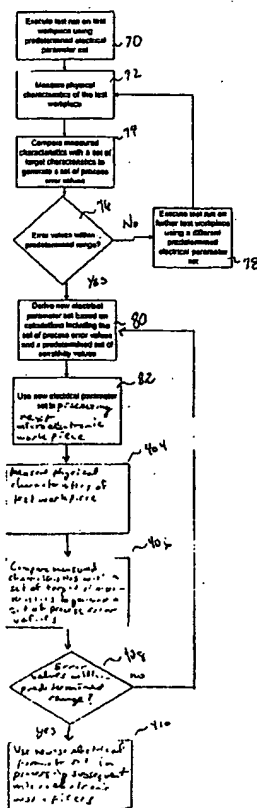 Execute test run on test
workpiece using
predetermined electrical
parameter set
70
72
Measure physical
characteristics of the test
workpiece
74
Compare measured
characteristics with a set of
target characteristics to
generate a set of process
error values
76
Error values within
predetermined range?
No
Execute test run on
further test workpiece
using a different
predetermined
electrical parameter
set
78
Yes
Derive new electrical
parameter set based on
calculations including the
set of process error values
and a predetermined set of
sensitivity values
80
82
Use new electrical parameter
set in processing
next
microelectronic
workpiece
404
Measure physical
characteristics of
test workpiece
Compare measured
characteristics with a
set of target
to generate a
set of process error
values
408
Error
values within
predetermined
range?
no
yes
410
Use new electrical
parameter set in
processing subsequent
microelectronic
workpieces